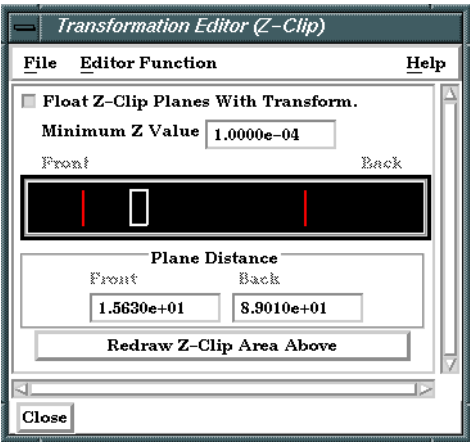 Transformation Editor (Z-Clip)
File Editor Function Help
Float Z-Clip Planes With Transform.
Minimum Z Value 1.0000e-04
Front Back
Plane Distance
Front Back
1.5630e+01 8.9010e+01
Redraw Z-Clip Area Above
Close